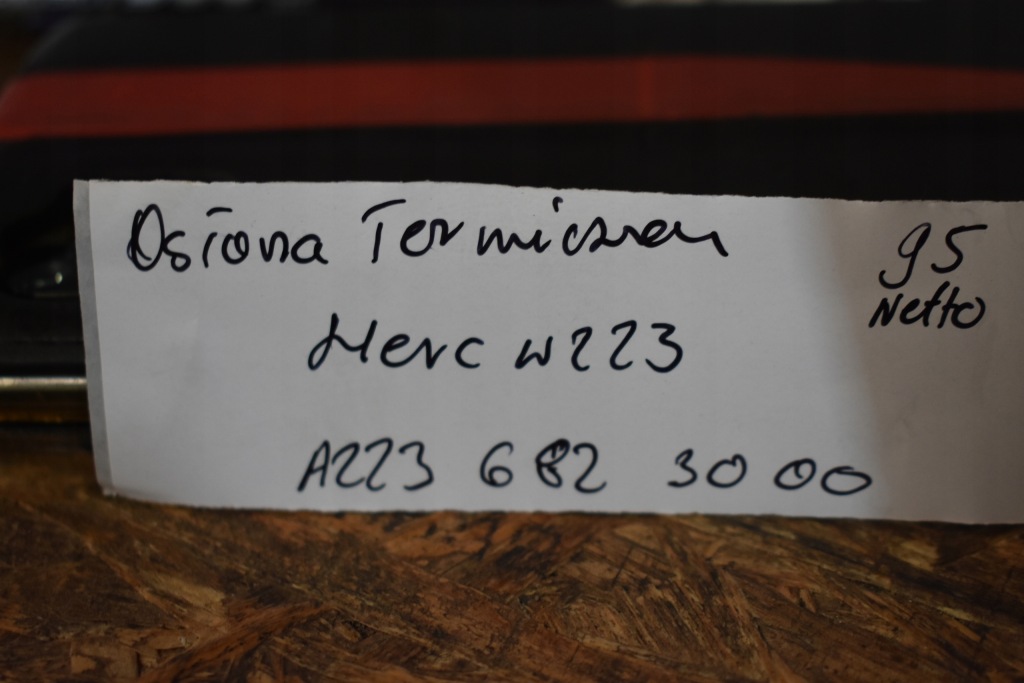 Osłona Termiczna
95
Netto
Merc W223
A223 682 30 00